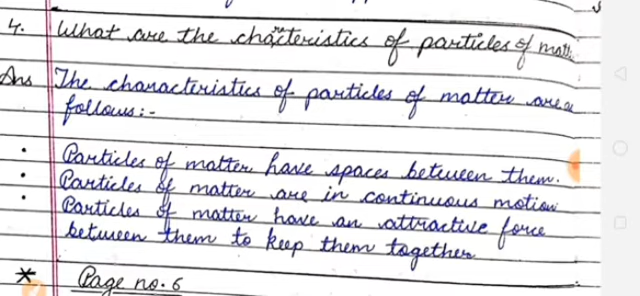 4. What are the charcteristics of particles of matt
Ans The characteristics of particles of matter are as
follows:-
• Particles of matter have spaces between them.
• Particles of matter are in continuous motion
• Particles of matter have an attractive force
between them to keep them together
* Page no. 6